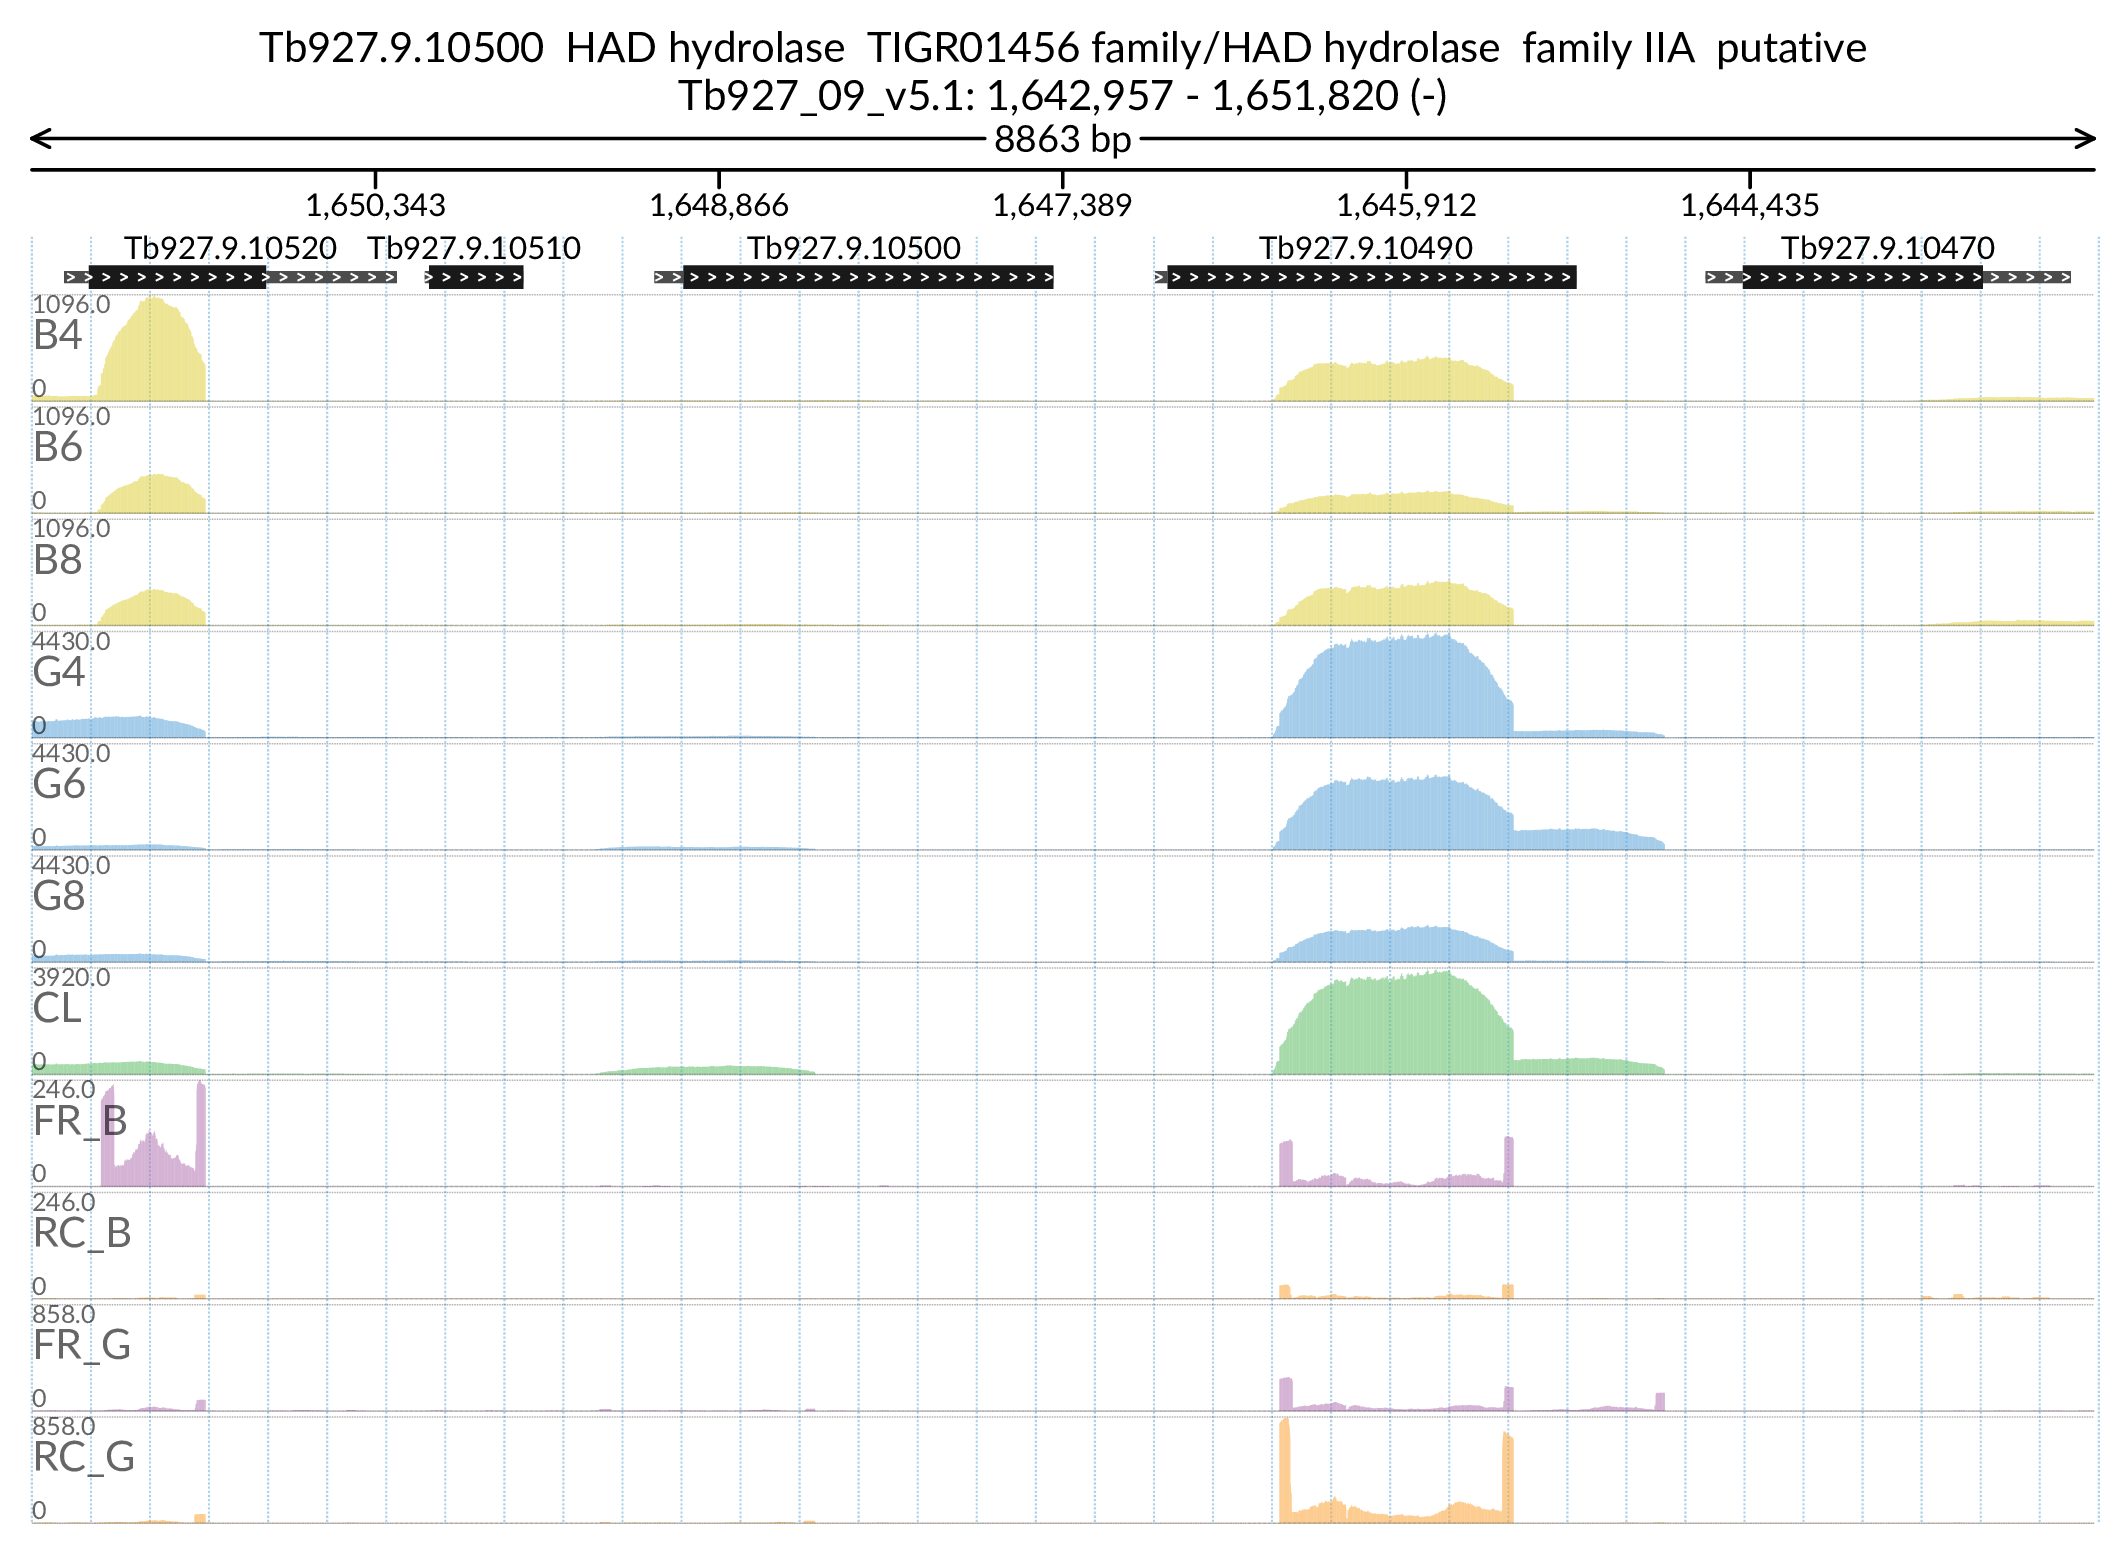 Tb927.9.10500 HAD hydrolase TIGR01456 family/HAD hydrolase family IIA putative
Tb927_09_v5.1: 1,642,957 - 1,651,820 (-)
8863 bp
1,650,343 1,648,866 1,647,389 1,645,912 1,644,435
Tb927.9.10520 Tb927.9.10510 Tb927.9.10500 Tb927.9.10490 Tb927.9.10470
1096.0
B4
0
1096.0
B6
0
1096.0
B8
0
4430.0
G4
0
4430.0
G6
0
4430.0
G8
0
3920.0
CL
0
246.0
FR_B
0
246.0
RC_B
0
858.0
FR_G
0
858.0
RC_G
0